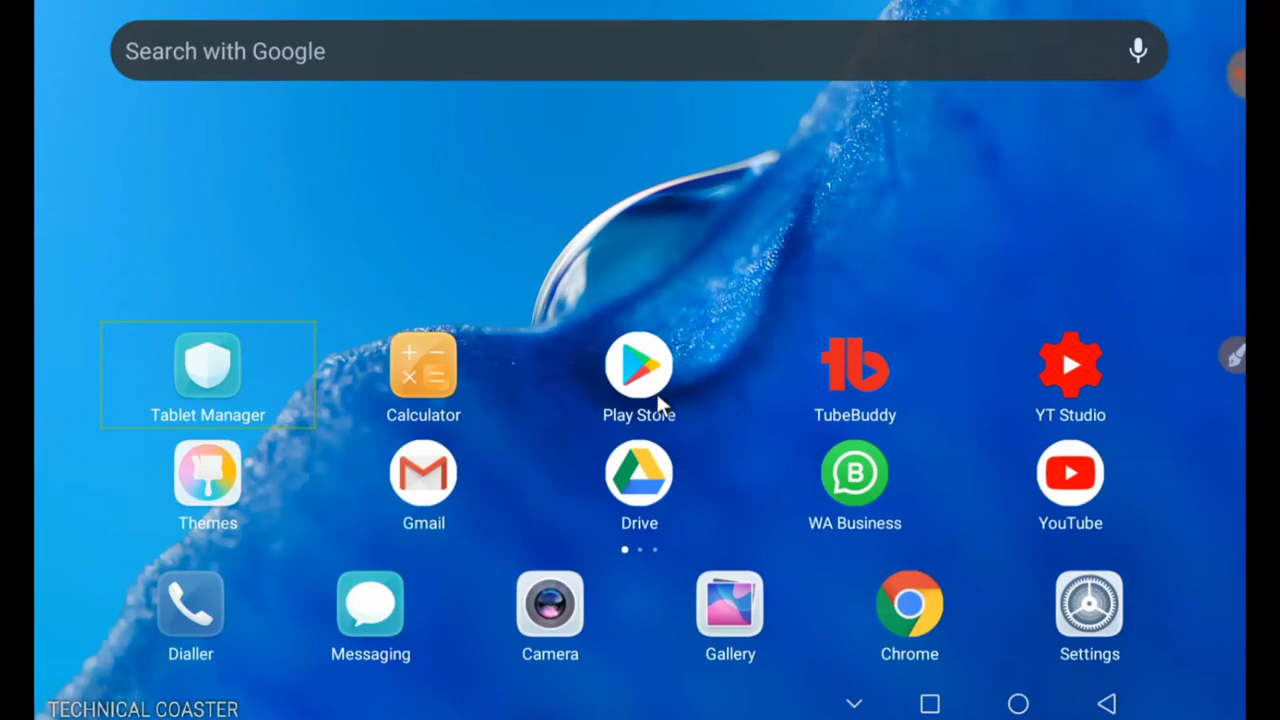 Search with Google
Tablet Manager
Calculator
Play Store
TubeBuddy
YT Studio
Themes
Gmail
Drive
WA Business
YouTube
Dialler
Messaging
Camera
Gallery
Chrome
Settings
TECHNICAL COASTER